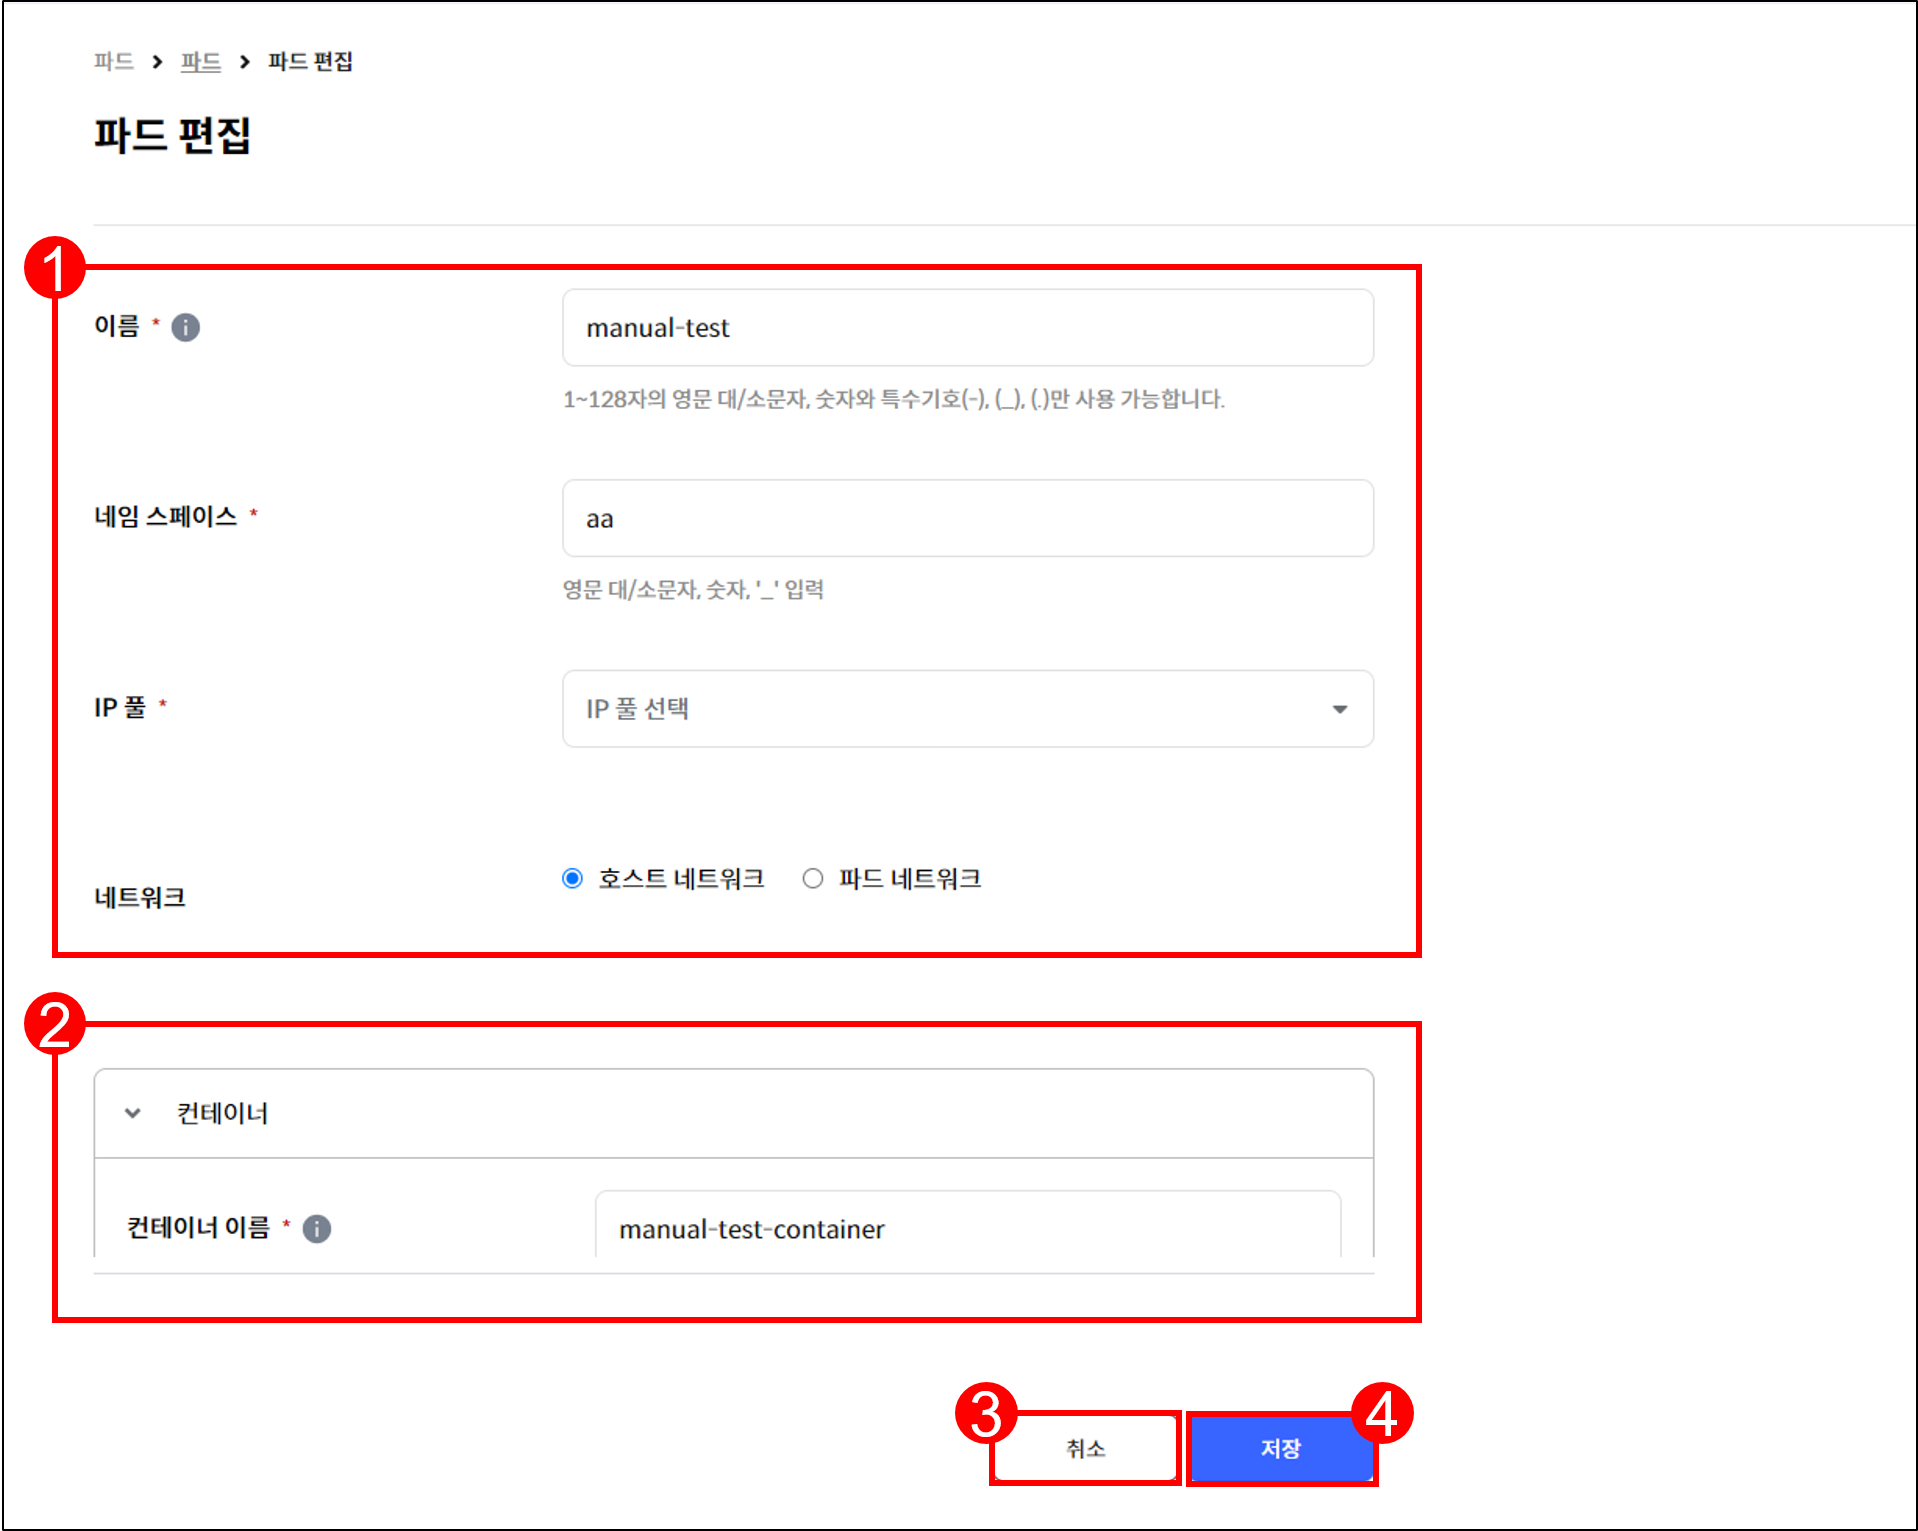 파드 > 파드 > 파드 편집
파드 편집
1
이름 * i
manual-test
1~128자의 영문 대/소문자, 숫자와 특수기호(-), (_), (.)만 사용 가능합니다.
네임 스페이스 *
aa
영문 대/소문자, 숫자, '_' 입력
IP 풀 *
IP 풀 선택
네트워크
호스트 네트워크 파드 네트워크
2
컨테이너
컨테이너 이름 * i
manual-test-container
3
취소
4
저장